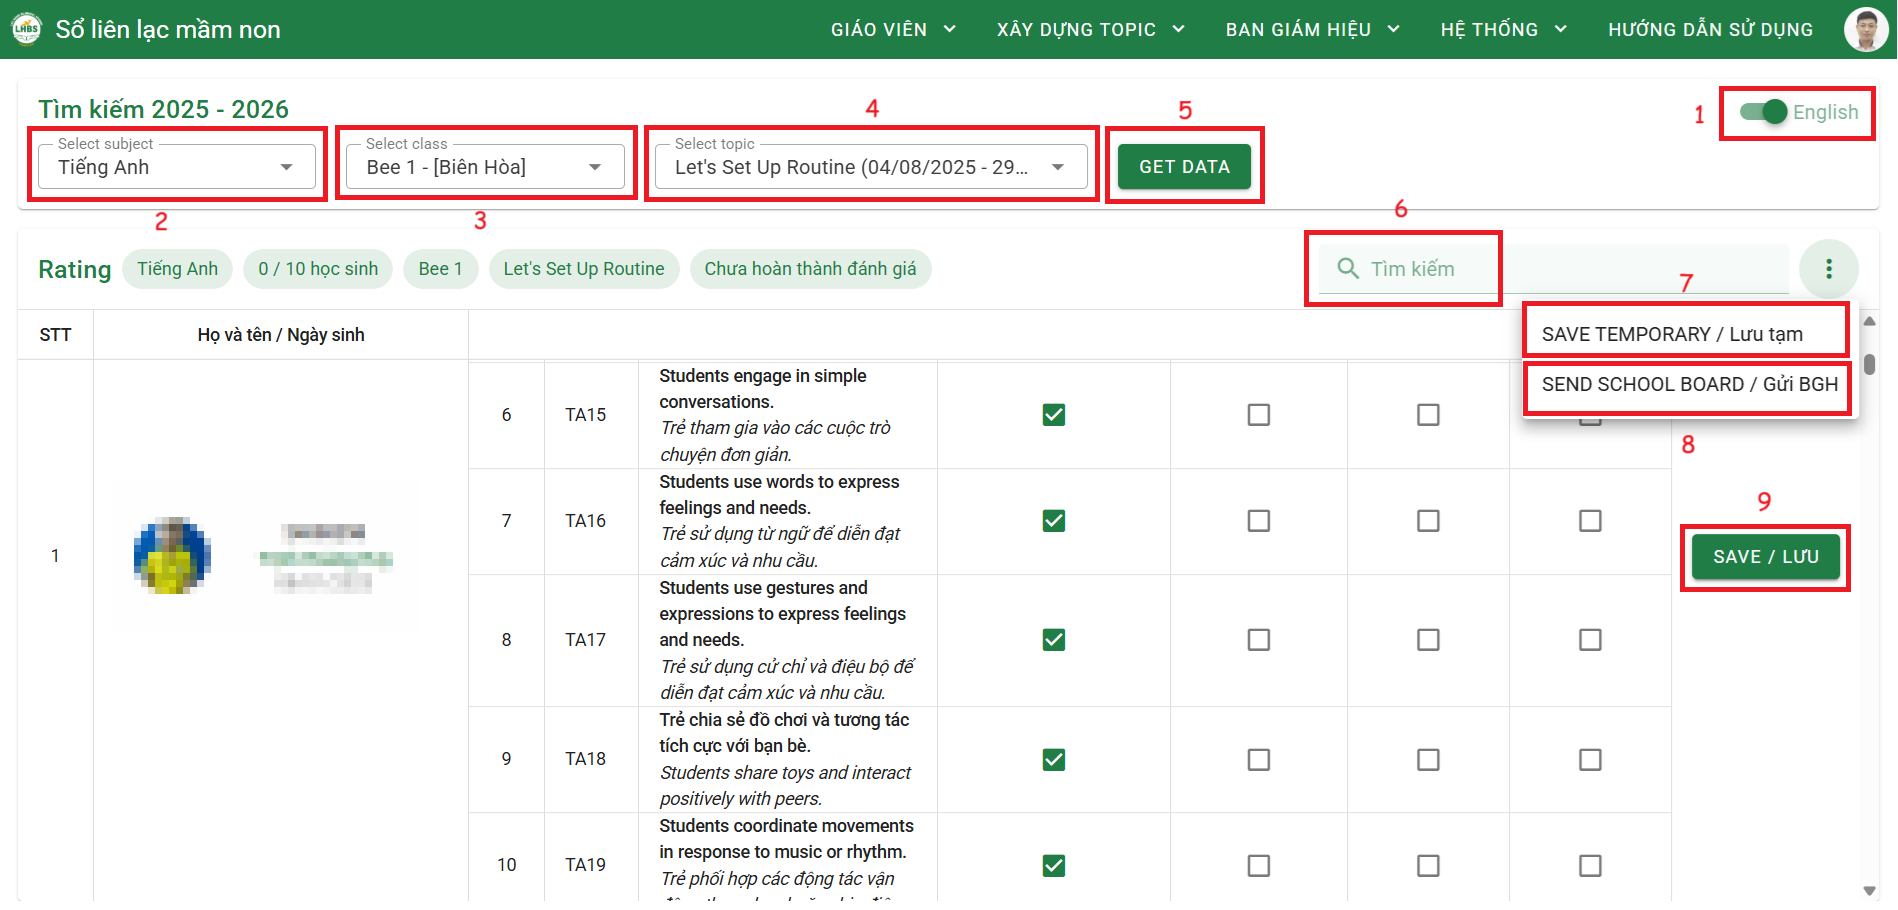 LHBS
Sổ liên lạc mầm non
GIÁO VIÊN
XÂY DỰNG TOPIC
BAN GIÁM HIỆU
HỆ THỐNG
HƯỚNG DẪN SỬ DỤNG
Tìm kiếm 2025 - 2026
4
5
1
English
Select subject
Tiếng Anh
Select class
Bee 1 - [Biên Hòa]
Select topic
Let's Set Up Routine (04/08/2025 - 29...
GET DATA
2
3
6
Rating
Tiếng Anh
0 / 10 học sinh
Bee 1
Let's Set Up Routine
Chưa hoàn thành đánh giá
Tìm kiếm
7
STT
Họ và tên / Ngày sinh
SAVE TEMPORARY / Lưu tạm
SEND SCHOOL BOARD / Gửi BGH
8
1
6
TA15
Students engage in simple
conversations.
Trẻ tham gia vào các cuộc trò
chuyện đơn giản.
7
TA16
Students use words to express
feelings and needs.
Trẻ sử dụng từ ngữ để diễn đạt
cảm xúc và nhu cầu.
9
SAVE / LƯU
8
TA17
Students use gestures and
expressions to express feelings
and needs.
Trẻ sử dụng cử chỉ và điệu bộ để
diễn đạt cảm xúc và nhu cầu.
9
TA18
Trẻ chia sẻ đồ chơi và tương tác
tích cực với bạn bè.
Students share toys and interact
positively with peers.
10
TA19
Students coordinate movements
in response to music or rhythm.
Trẻ phối hợp các động tác vận